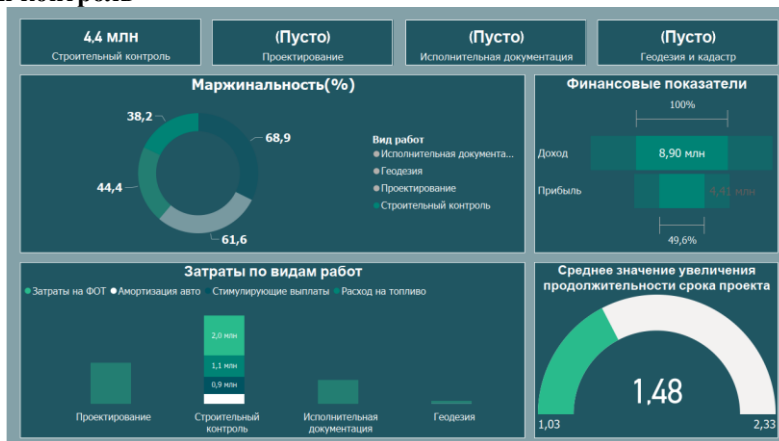 контроль
4,4 млн
Строительный контроль
(Пусто)
Проектирование
(Пусто)
Исполнительная документация
(Пусто)
Геодезия и кадастр
Маржинальность(%)
38,2
68,9
44,4
61,6
Вид работ
Исполнительная документа...
Геодезия
Проектирование
Строительный контроль
Финансовые показатели
100%
Доход
8,90 млн
Прибыль
4,41 млн
49,6%
Затраты по видам работ
Затраты на ФОТ Амортизация авто Стимулирующие выплаты Расход на топливо
2,0 млн
1,1 млн
0,9 млн
Проектирование
Строительный
контроль
Исполнительная
документация
Геодезия
Среднее значение увеличения
продолжительности срока проекта
1,48
1,03
2,33